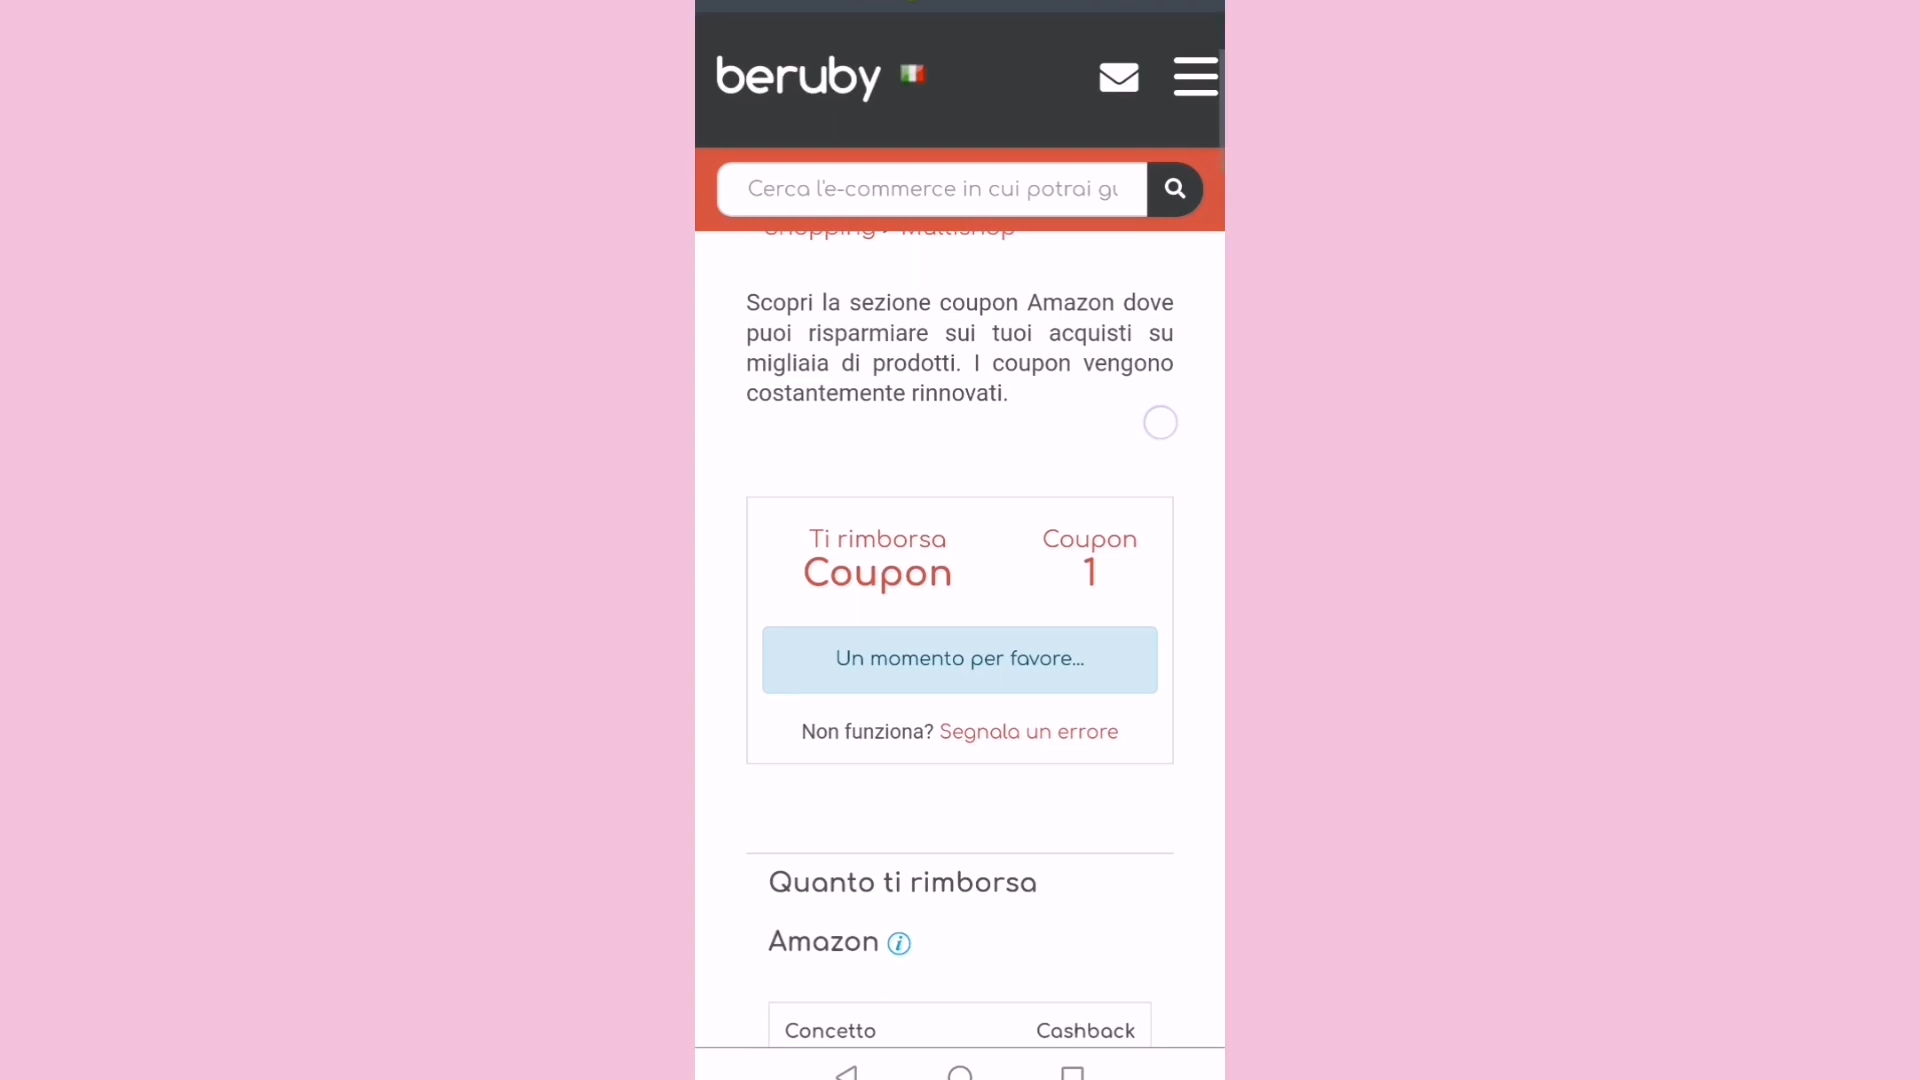 beruby
Cerca l'e-commerce in cui potrai gu
Shopping > Multishop
Scopri la sezione coupon Amazon dove
puoi risparmiare sui tuoi acquisti su
migliaia di prodotti. I coupon vengono
costantemente rinnovati.
Ti rimborsa Coupon
Coupon 1
Un momento per favore...
Non funziona? Segnala un errore
Quanto ti rimborsa
Amazon i
Concetto Cashback